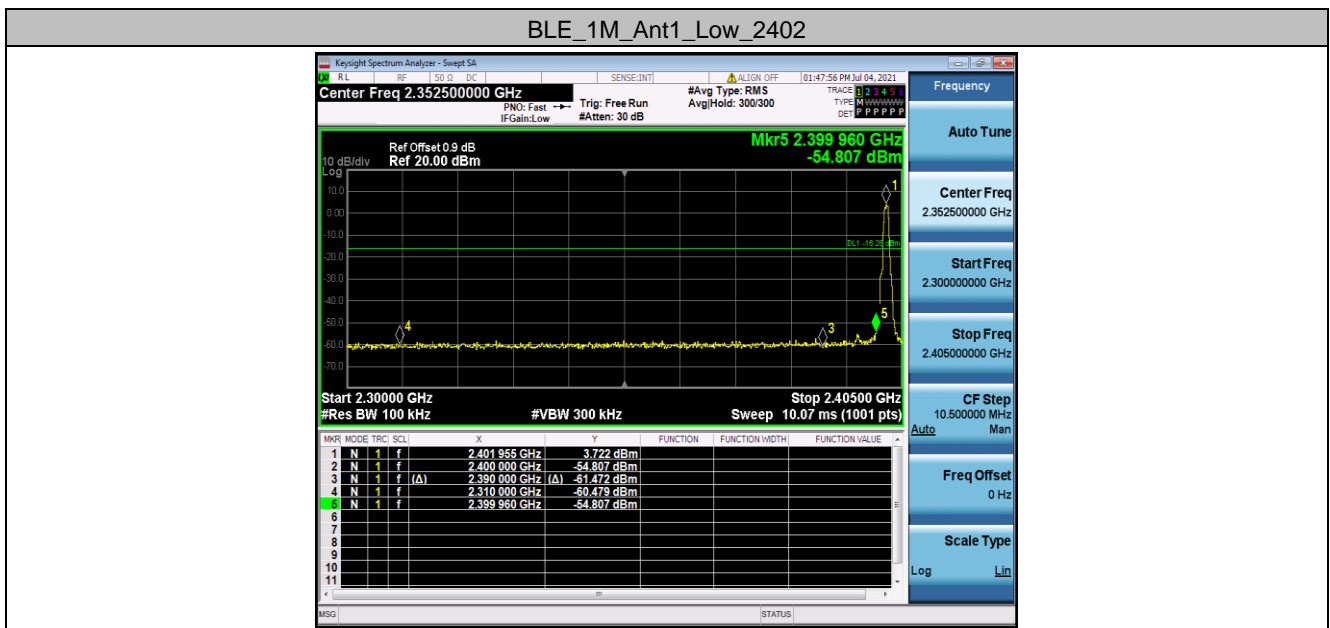 BLE_1M_Ant1_Low_2402
Keysight Spectrum Analyzer - Swept SA
RL RF 50 Ω DC SENSE:INT ALIGN OFF 01:47:56 PM Jul 04, 2021
Center Freq 2.352500000 GHz
PNO: Fast
IFGain:Low
Trig: Free Run
#Atten: 30 dB
#Avg Type: RMS
Avg|Hold: 300/300
TRACE 1 2 3 4 5 6
TYPE M WWWWW
DET P P P P P P
Ref Offset 0.9 dB
10 dB/div Ref 20.00 dBm
Log
Mkr5 2.399 960 GHz
-54.807 dBm
10.0
0.00
-10.0
-20.0
-30.0
-40.0
-50.0
-60.0
-70.0
1
4
3
5
Start 2.30000 GHz Stop 2.40500 GHz
#Res BW 100 kHz #VBW 300 kHz Sweep 10.07 ms (1001 pts)
MKR MODE TRC SCL X Y FUNCTION FUNCTION WIDTH FUNCTION VALUE
1 N 1 f 2.401 955 GHz 3.722 dBm
2 N 1 f 2.400 000 GHz -54.807 dBm
3 N 1 f (Δ) 2.390 000 GHz (Δ) -61.472 dBm
4 N 1 f 2.310 000 GHz -60.479 dBm
5 N 1 f 2.399 960 GHz -54.807 dBm
6
7
8
9
10
11
MSG STATUS
Frequency
Auto Tune
Center Freq
2.352500000 GHz
Start Freq
2.300000000 GHz
Stop Freq
2.405000000 GHz
CF Step
10.500000 MHz
Auto Man
Freq Offset
0 Hz
Scale Type
Log Lin